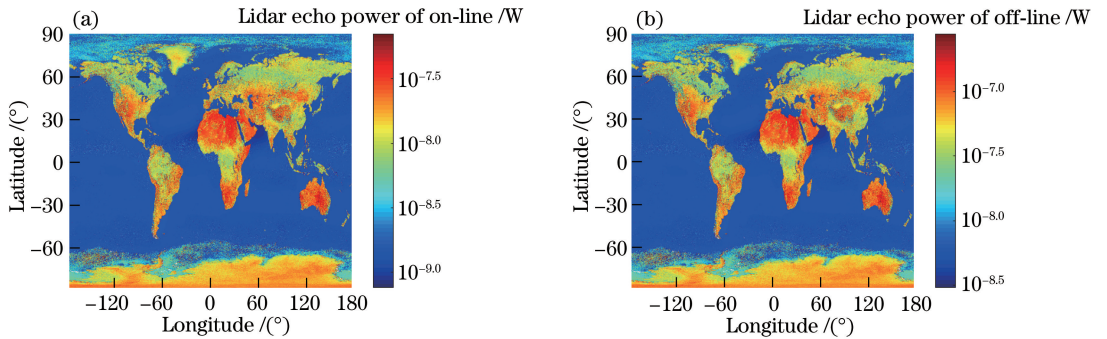 (a)
Lidar echo power of on-line /W
90
60
30
0
−30
−60
Latitude /(°)
−120 −60 0 60 120 180
Longitude /(°)
10^−7.5
10^−8.0
10^−8.5
10^−9.0
(b)
Lidar echo power of off-line /W
90
60
30
0
−30
−60
Latitude /(°)
−120 −60 0 60 120 180
Longitude /(°)
10^−7.0
10^−7.5
10^−8.0
10^−8.5